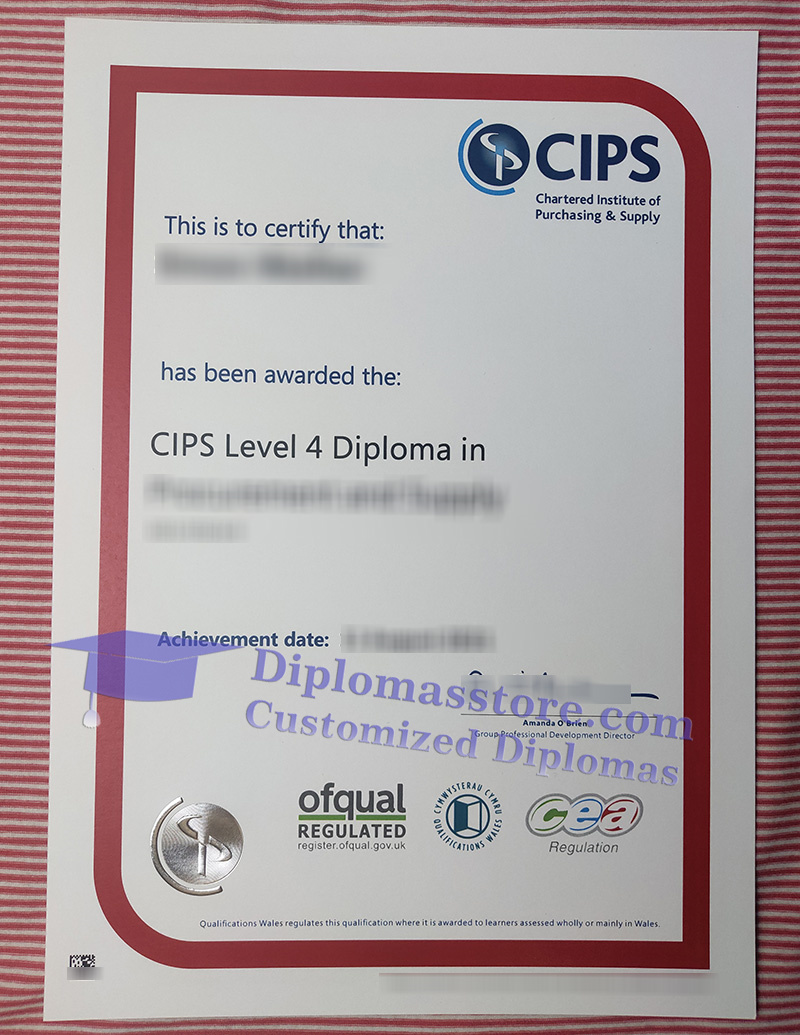 CIPS
Chartered Institute of
Purchasing & Supply
This is to certify that:
has been awarded the:
CIPS Level 4 Diploma in
Procurement and Supply
Achievement date:
Diplomasstore.com
Customized Diplomas
Amanda O'Brien
Group Professional Development Director
ofqual
REGULATED
register.ofqual.gov.uk
CYMWYSTERAU CYMRU
QUALIFICATIONS WALES
cea
Regulation
Qualifications Wales regulates this qualification where it is awarded to learners assessed wholly or mainly in Wales.